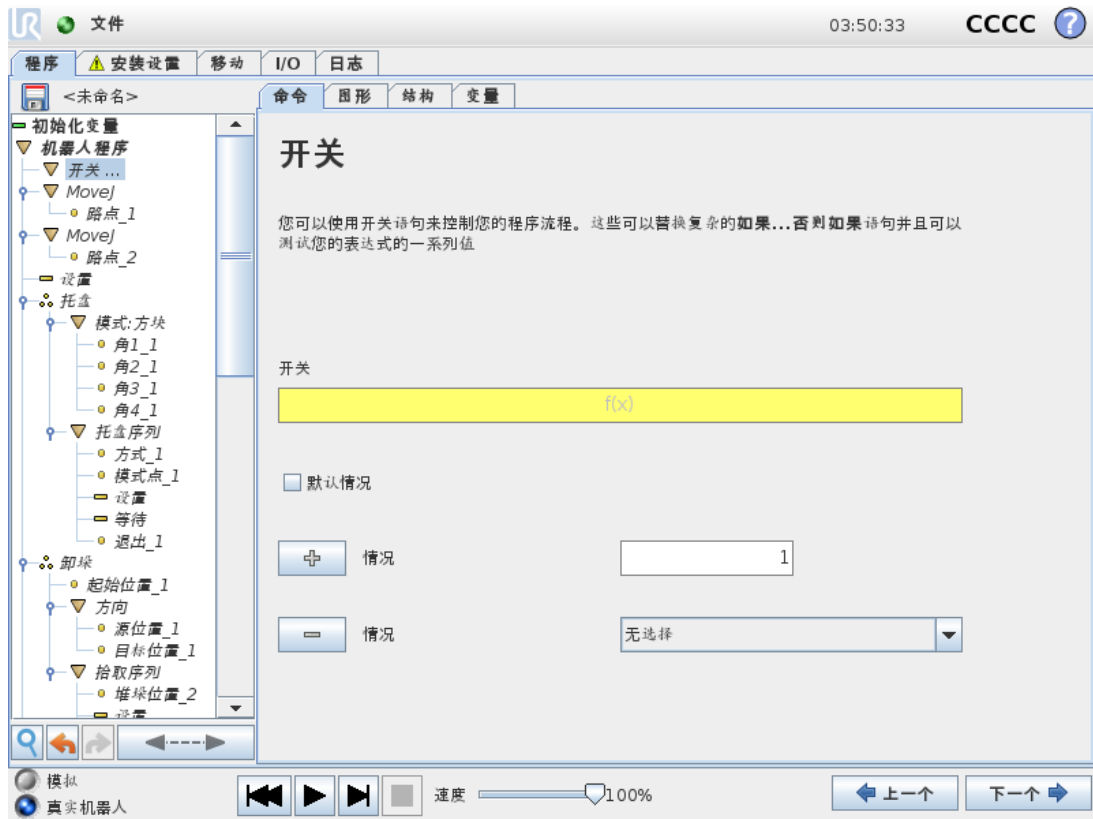 UR 文件 03:50:33 CCCC ?
程序 安装设置 移动 I/O 日志
<未命名> 命令 图形 结构 变量
初始化变量
机器人程序
开关 ...
MoveJ
路点_1
MoveJ
路点_2
设置
托盘
模式:方块
角1_1
角2_1
角3_1
角4_1
托盘序列
方式_1
模式点_1
设置
等待
退出_1
卸垛
起始位置_1
方向
源位置_1
目标位置_1
拾取序列
堆垛位置_2
设置
开关
您可以使用开关语句来控制您的程序流程。这些可以替换复杂的如果...否则如果语句并且可以
测试您的表达式的一系列值
开关
f(x)
默认情况
情况 1
情况 无选择
模拟
真实机器人
速度 100%
上一个 下一个